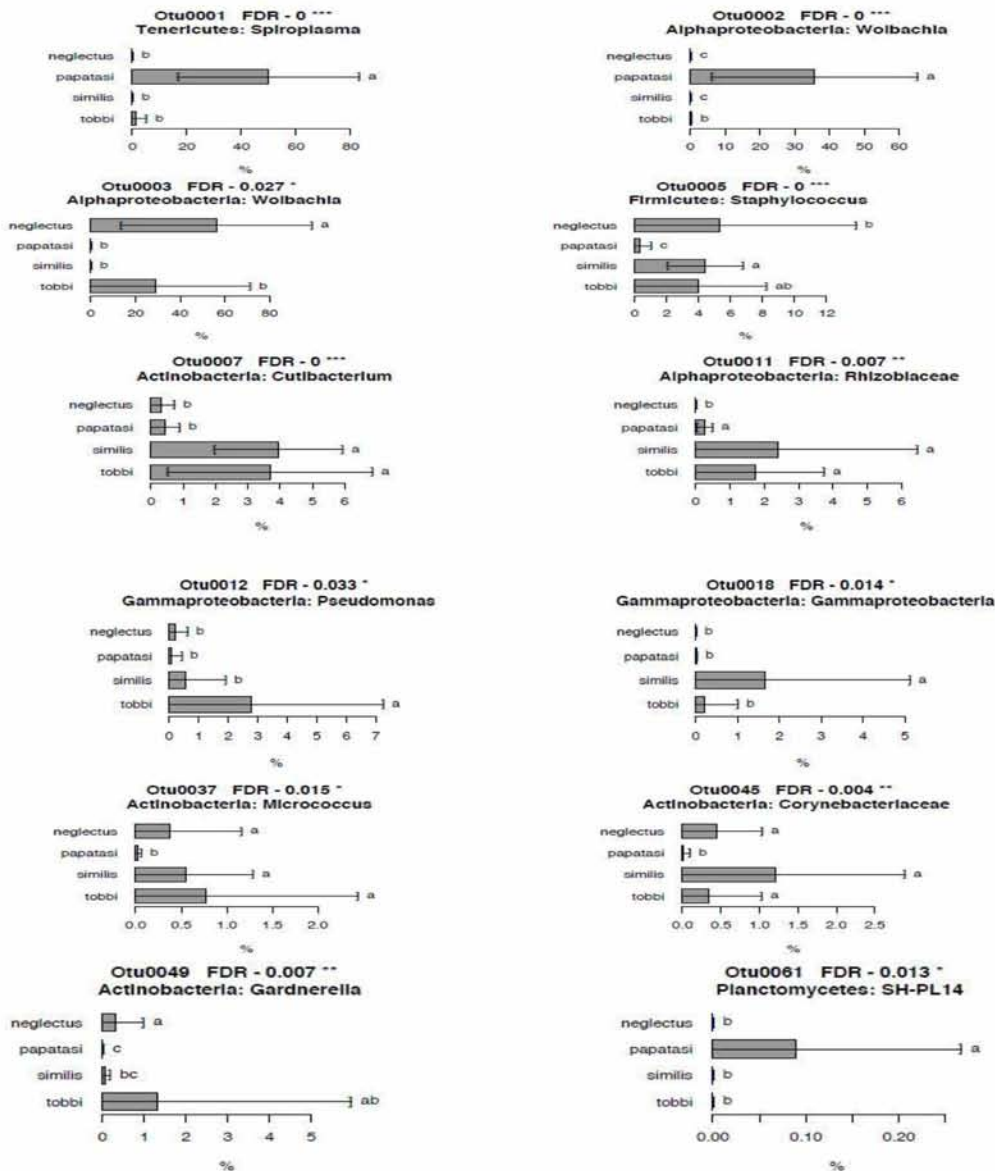 Otu0001 FDR - 0 ***
Tenericutes: Spiroplasma
neglectus b
papatasi a
similis b
tobbi b
0 20 40 60 80
%
Otu0002 FDR - 0 ***
Alphaproteobacteria: Wolbachia
neglectus c
papatasi a
similis c
tobbi b
0 10 20 30 40 50 60
%
Otu0003 FDR - 0.027 *
Alphaproteobacteria: Wolbachia
neglectus a
papatasi b
similis b
tobbi b
0 20 40 60 80
%
Otu0005 FDR - 0 ***
Firmicutes: Staphylococcus
neglectus b
papatasi c
similis a
tobbi ab
0 2 4 6 8 10 12
%
Otu0007 FDR - 0 ***
Actinobacteria: Cutibacterium
neglectus b
papatasi b
similis a
tobbi a
0 1 2 3 4 5 6
%
Otu0011 FDR - 0.007 **
Alphaproteobacteria: Rhizobiaceae
neglectus b
papatasi a
similis a
tobbi a
0 1 2 3 4 5 6
%
Otu0012 FDR - 0.033 *
Gammaproteobacteria: Pseudomonas
neglectus b
papatasi b
similis b
tobbi a
0 1 2 3 4 5 6 7
%
Otu0018 FDR - 0.014 *
Gammaproteobacteria: Gammaproteobacteria
neglectus b
papatasi b
similis a
tobbi b
0 1 2 3 4 5
%
Otu0037 FDR - 0.015 *
Actinobacteria: Micrococcus
neglectus a
papatasi b
similis a
tobbi a
0.0 0.5 1.0 1.5 2.0
%
Otu0045 FDR - 0.004 **
Actinobacteria: Corynebacteriaceae
neglectus a
papatasi b
similis a
tobbi a
0.0 0.5 1.0 1.5 2.0 2.5
%
Otu0049 FDR - 0.007 **
Actinobacteria: Gardnerella
neglectus a
papatasi c
similis bc
tobbi ab
0 1 2 3 4 5
%
Otu0061 FDR - 0.013 *
Planctomycetes: SH-PL14
neglectus b
papatasi a
similis b
tobbi b
0.00 0.10 0.20
%